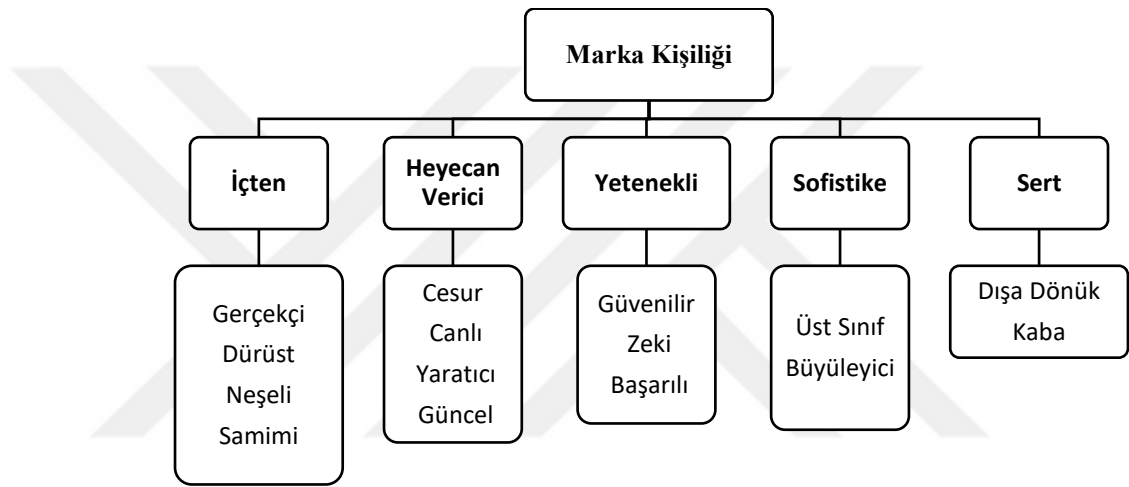 Marka Kişiliği
İçten
Heyecan
Verici
Yetenekli
Sofistike
Sert
Gerçekçi
Dürüst
Neşeli
Samimi
Cesur
Canlı
Yaratıcı
Güncel
Güvenilir
Zeki
Başarılı
Üst Sınıf
Büyüleyici
Dışa Dönük
Kaba